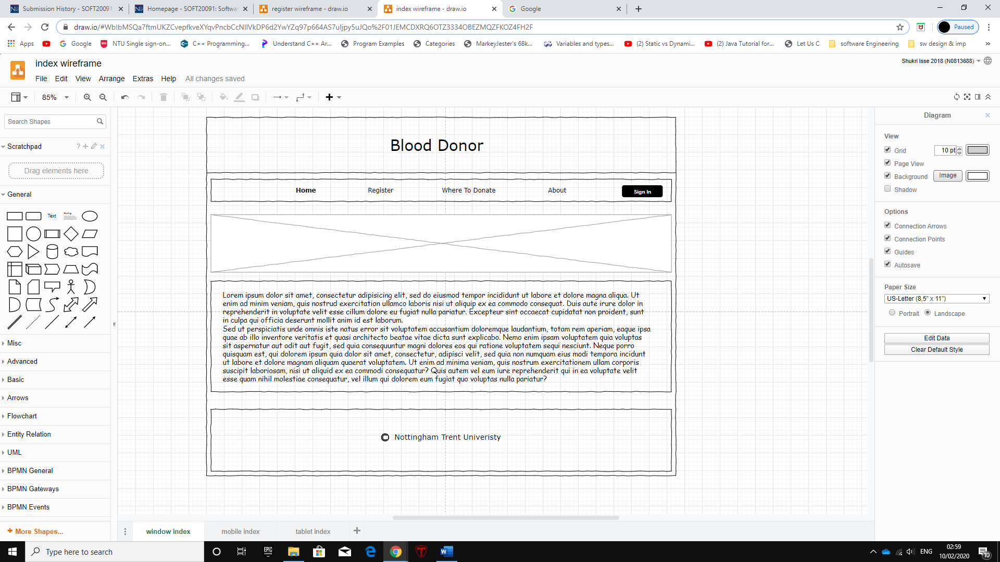 Submission History - SOFT20091
Homepage - SOFT20091: Softwa
register wireframe - draw.io
index wireframe - draw.io
Google
draw.io/#Wb!bMSQa7ftmUKZCvepfkveXYqvPncbCcNIIVkDP6d2YwYZq97p664AS7uljpy5uJQo%2F01JEMCDXRQ6OTZ3334OBEZMQZFKOZ4FH2F
Paused
Apps
Google
NTU Single sign-on...
C++ Programming...
Understand C++ Ar...
Program Examples
Categories
MarkeyJester's 68k...
Variables and types...
(2) Static vs Dynami...
(2) Java Tutorial for...
Let Us C
software Engineering
sw design & imp
»
index wireframe
Shukri Isse 2018 (N0813688)
File Edit View Arrange Extras Help All changes saved
85%
Search Shapes
Scratchpad
?
Drag elements here
General
Text
Heading
Misc
Advanced
Basic
Arrows
Flowchart
Entity Relation
UML
BPMN General
BPMN Gateways
BPMN Events
+ More Shapes...
Blood Donor
Home Register Where To Donate About Sign In
Lorem ipsum dolor sit amet, consectetur adipisicing elit, sed do eiusmod tempor incididunt ut labore et dolore magna aliqua. Ut
enim ad minim veniam, quis nostrud exercitation ullamco laboris nisi ut aliquip ex ea commodo consequat. Duis aute irure dolor in
reprehenderit in voluptate velit esse cillum dolore eu fugiat nulla pariatur. Excepteur sint occaecat cupidatat non proident, sunt
in culpa qui officia deserunt mollit anim id est laborum.
Sed ut perspiciatis unde omnis iste natus error sit voluptatem accusantium doloremque laudantium, totam rem aperiam, eaque ipsa
quae ab illo inventore veritatis et quasi architecto beatae vitae dicta sunt explicabo. Nemo enim ipsam voluptatem quia voluptas
sit aspernatur aut odit aut fugit, sed quia consequuntur magni dolores eos qui ratione voluptatem sequi nesciunt. Neque porro
quisquam est, qui dolorem ipsum quia dolor sit amet, consectetur, adipisci velit, sed quia non numquam eius modi tempora incidunt
ut labore et dolore magnam aliquam quaerat voluptatem. Ut enim ad minima veniam, quis nostrum exercitationem ullam corporis
suscipit laboriosam, nisi ut aliquid ex ea commodi consequatur? Quis autem vel eum iure reprehenderit qui in ea voluptate velit
esse quam nihil molestiae consequatur, vel illum qui dolorem eum fugiat quo voluptas nulla pariatur?
© Nottingham Trent Univeristy
window index
mobile index
tablet index
Diagram
View
Grid
10 pt
Page View
Background
Image
Shadow
Options
Connection Arrows
Connection Points
Guides
Autosave
Paper Size
US-Letter (8,5" x 11")
Portrait
Landscape
Edit Data
Clear Default Style
Type here to search
EPIC
GAMES
ENG
02:59
10/02/2020
10